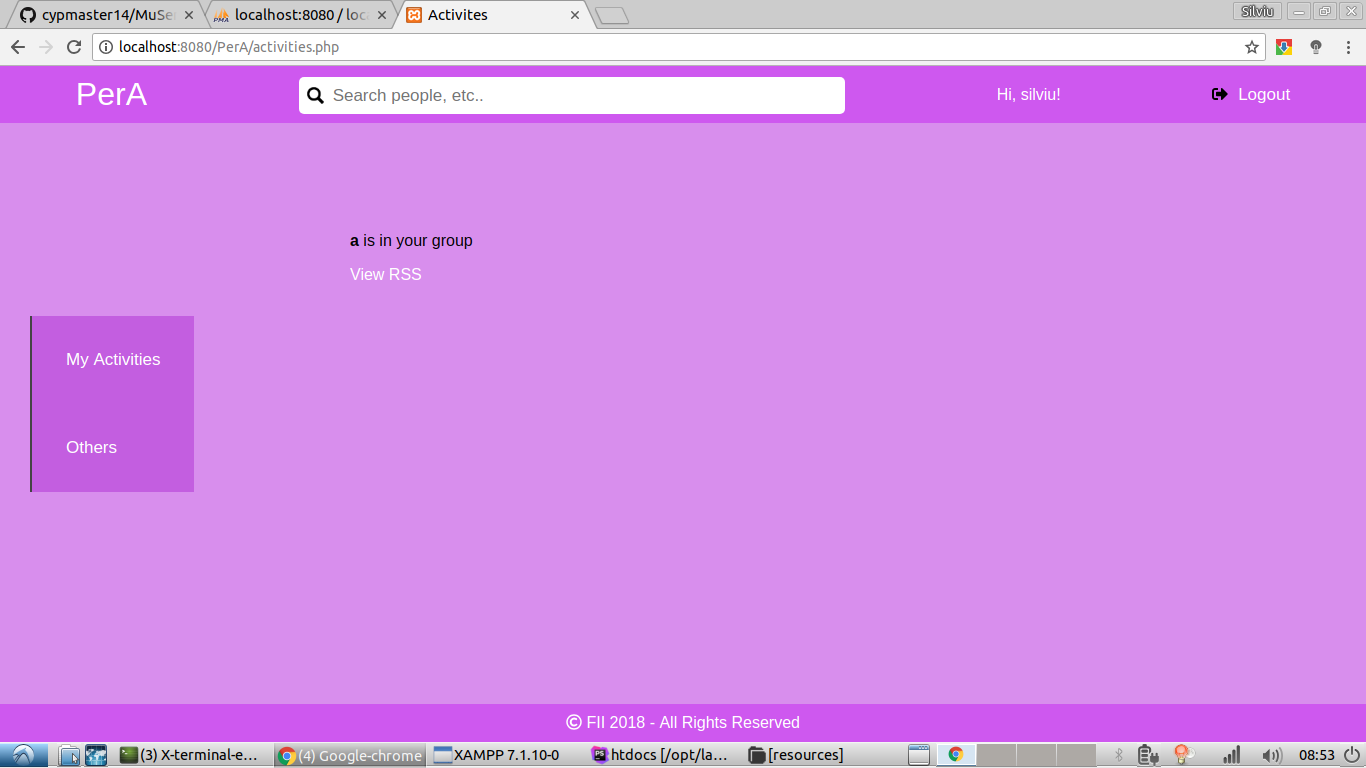 cypmaster14/MuSe
localhost:8080 / loc
Activites
Silviu
localhost:8080/PerA/activities.php
PerA
Search people, etc..
Hi, silviu!
Logout
a is in your group
View RSS
My Activities
Others
© FII 2018 - All Rights Reserved
(3) X-terminal-e...
(4) Google-chrome
XAMPP 7.1.10-0
htdocs [/opt/la...
[resources]
08:53